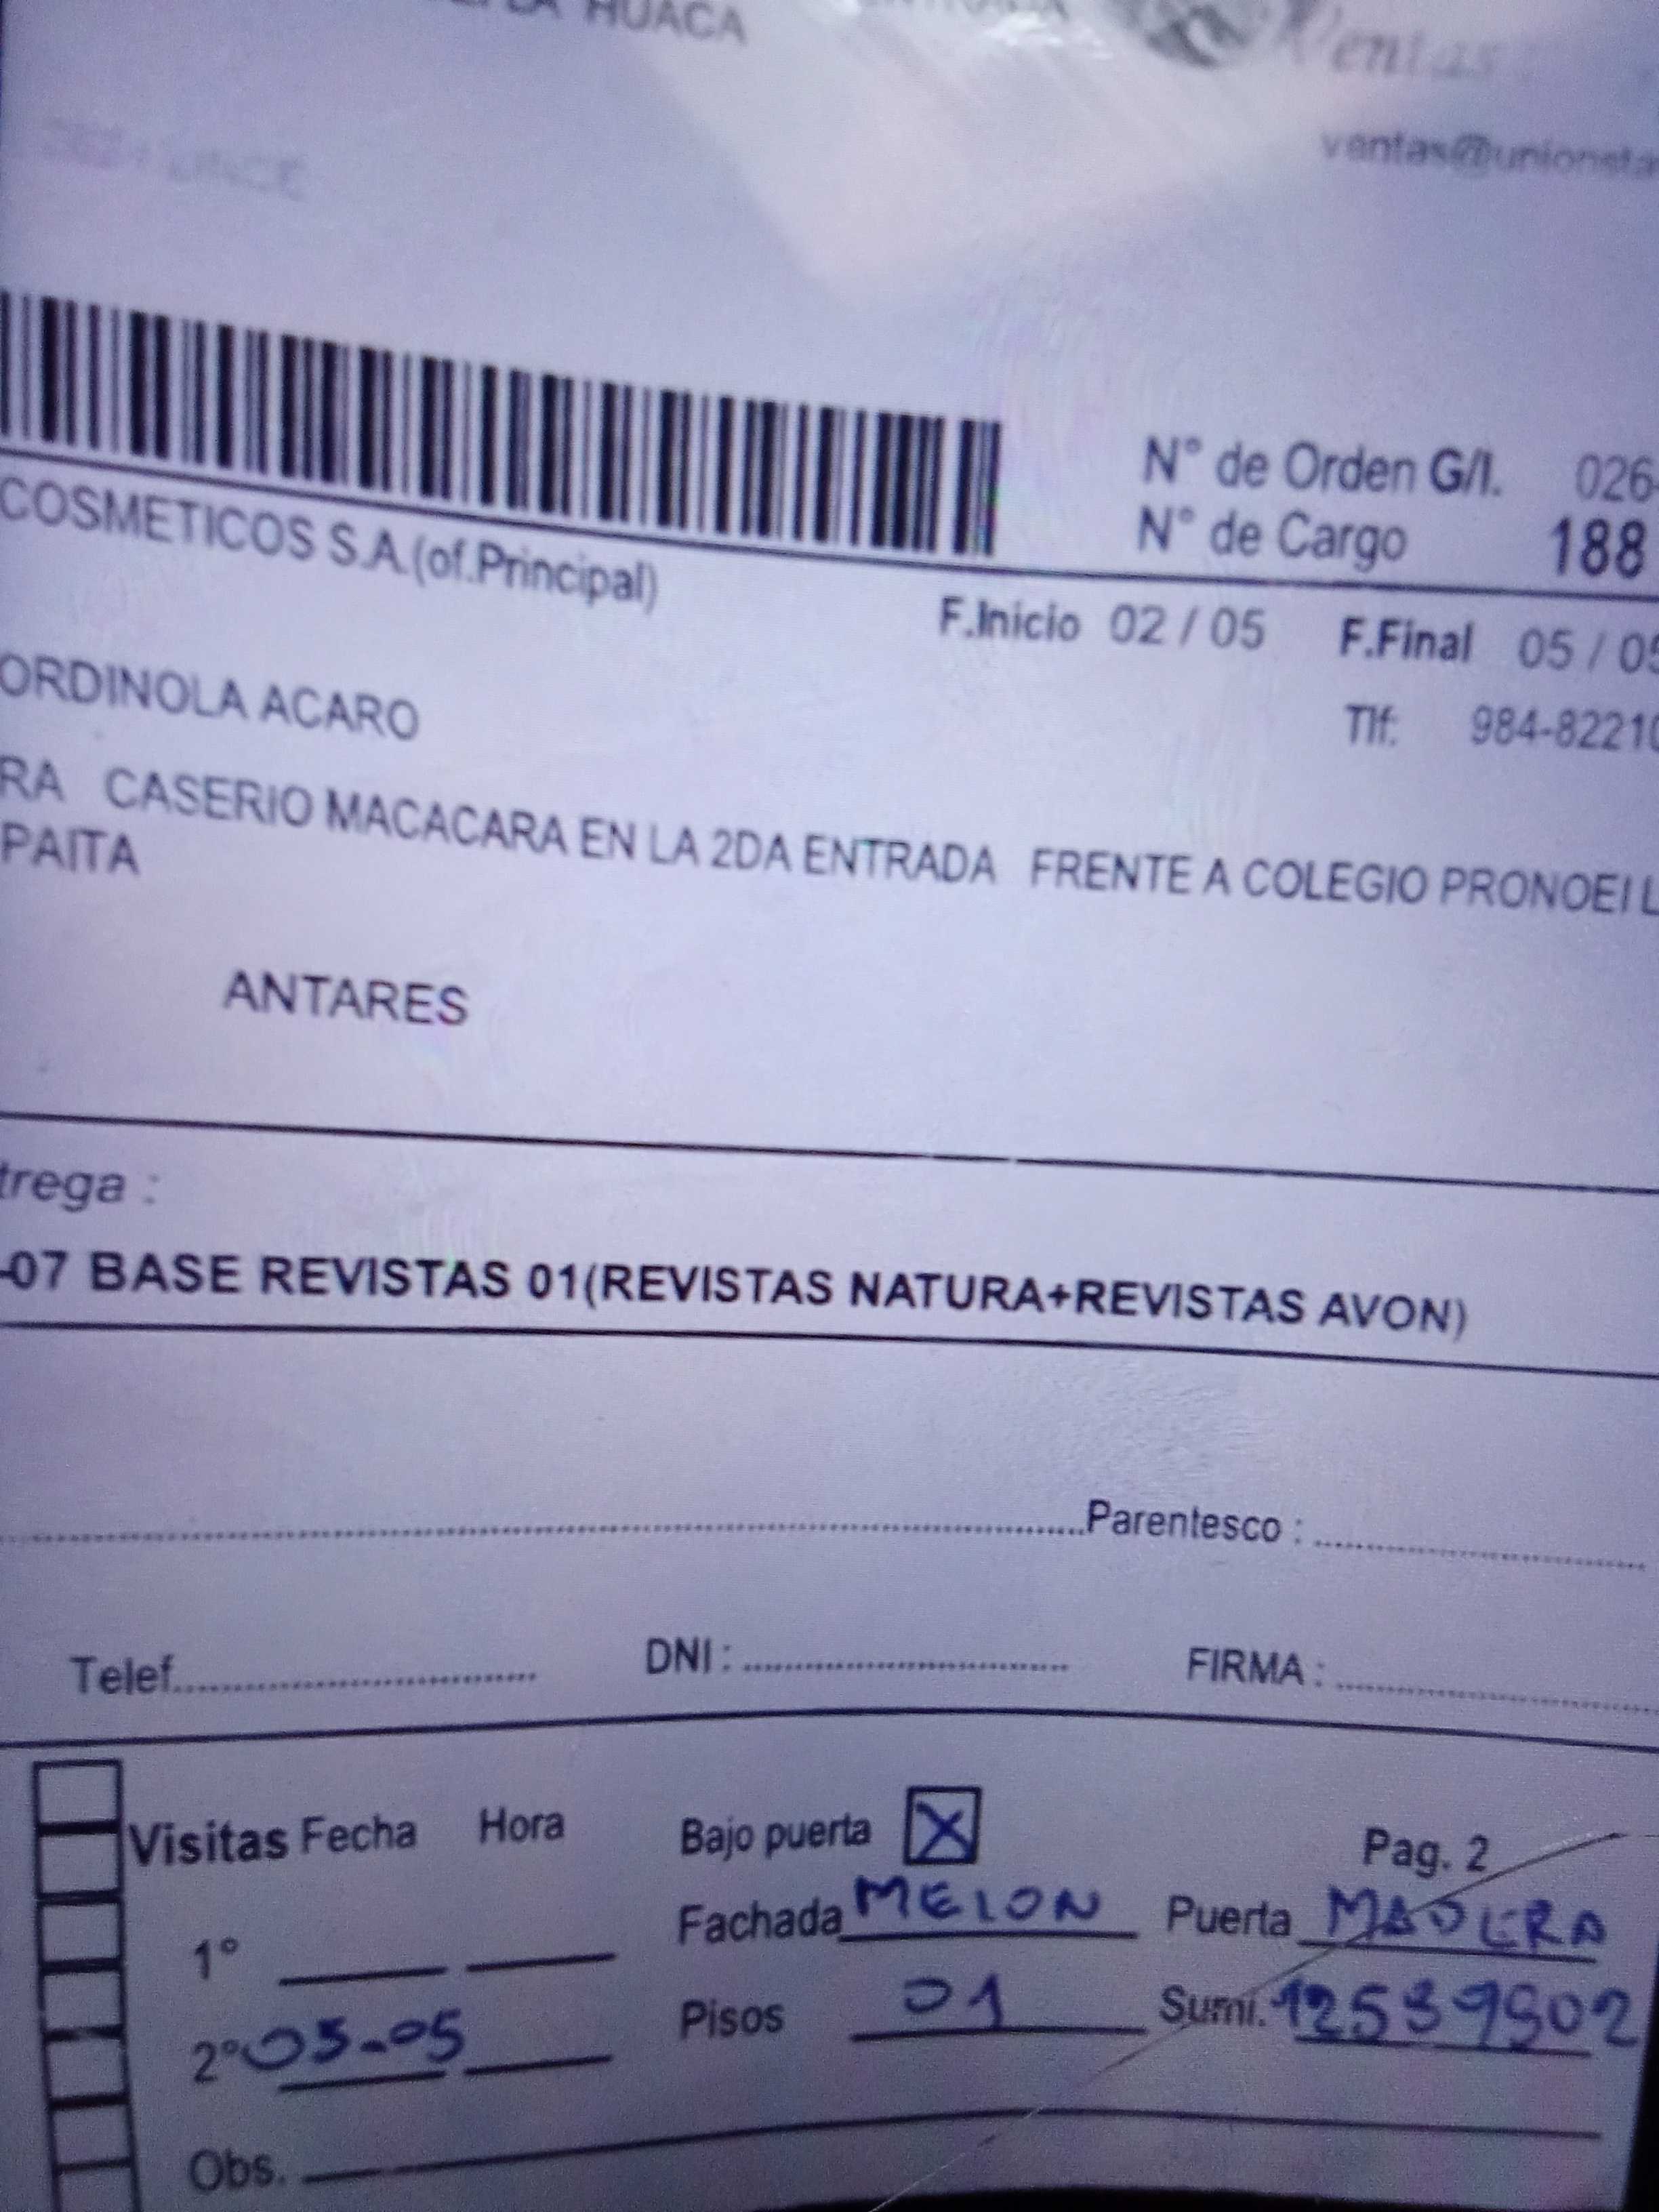 HUACA
Ventas
ventas@unionsta
N° de Orden G/I. 026-
N° de Cargo 188
COSMETICOS S.A.(of.Principal)
F.Inicio 02 / 05 F.Final 05 / 05
ORDINOLA ACARO
Tlf: 984-82210
RA CASERIO MACACARA EN LA 2DA ENTRADA FRENTE A COLEGIO PRONOEI L
PAITA
ANTARES
trega :
-07 BASE REVISTAS 01(REVISTAS NATURA+REVISTAS AVON)
Parentesco :
Telef. DNI : FIRMA :
Visitas Fecha Hora Bajo puerta X Pag. 2
Fachada MELON Puerta MADERA
1°
Pisos 01 Sumi. 12539902
2° 05-05
Obs.